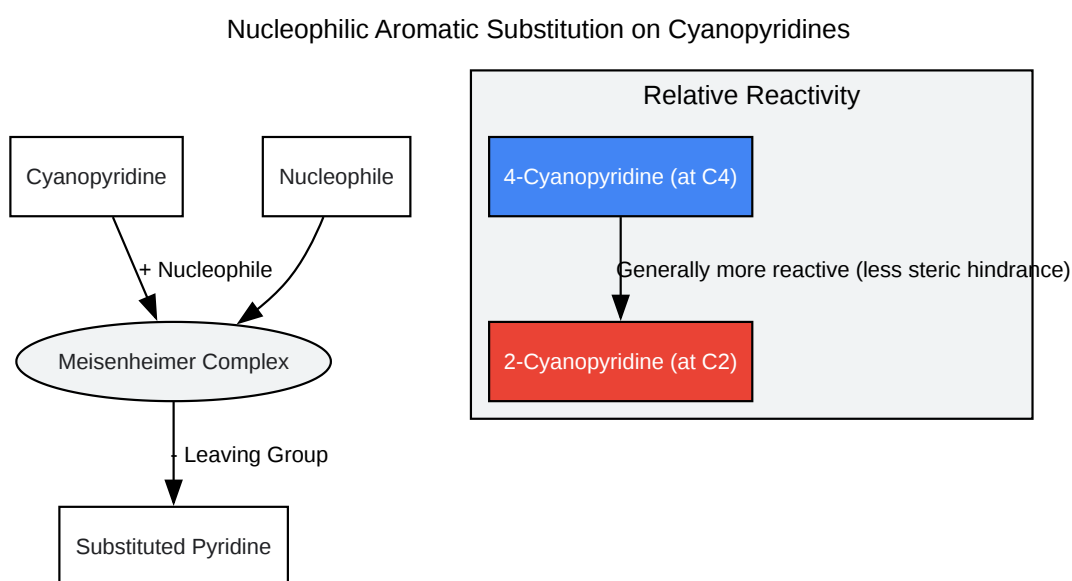 Nucleophilic Aromatic Substitution on Cyanopyridines
Relative Reactivity
Cyanopyridine
Nucleophile
4-Cyanopyridine (at C4)
+ Nucleophile
Generally more reactive (less steric hindrance)
Meisenheimer Complex
2-Cyanopyridine (at C2)
- Leaving Group
Substituted Pyridine